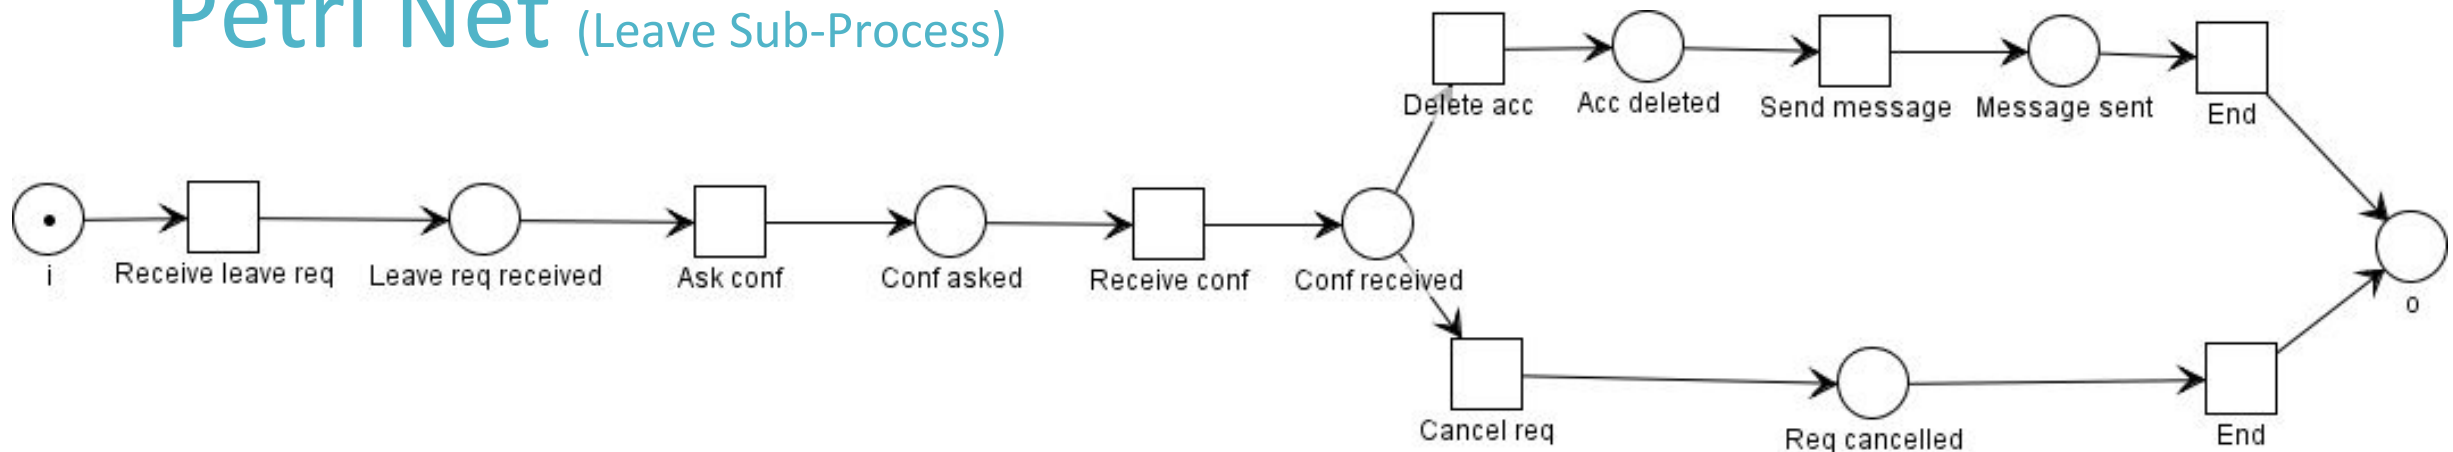 Petri Net (Leave Sub-Process)
Delete acc
Acc deleted
Send message
Message sent
End
i
Receive leave req
Leave req received
Ask conf
Conf asked
Receive conf
Conf received
o
Cancel req
Req cancelled
End